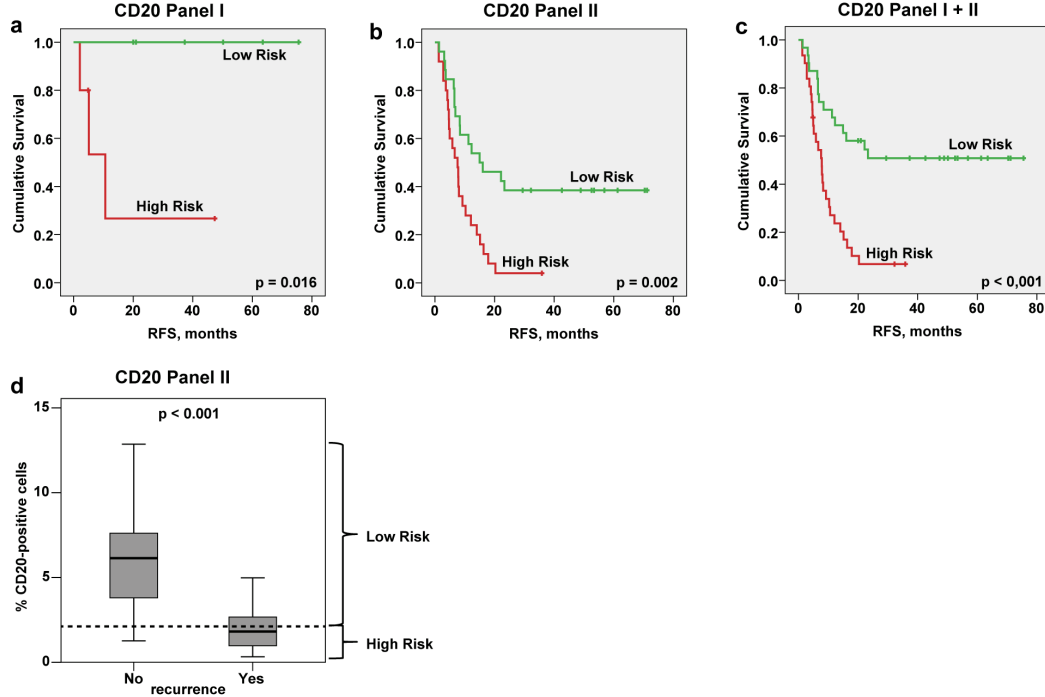 CD20 Panel I
a
1.0
0.8
0.6
0.4
0.2
0.0
Cumulative Survival
Low Risk
High Risk
p = 0.016
0 20 40 60 80
RFS, months
CD20 Panel II
b
1.0
0.8
0.6
0.4
0.2
0.0
Cumulative Survival
Low Risk
High Risk
p = 0.002
0 20 40 60 80
RFS, months
CD20 Panel I + II
c
1.0
0.8
0.6
0.4
0.2
0.0
Cumulative Survival
Low Risk
High Risk
p < 0,001
0 20 40 60 80
RFS, months
d
CD20 Panel II
p < 0.001
15
10
5
0
% CD20-positive cells
Low Risk
High Risk
No Yes
recurrence